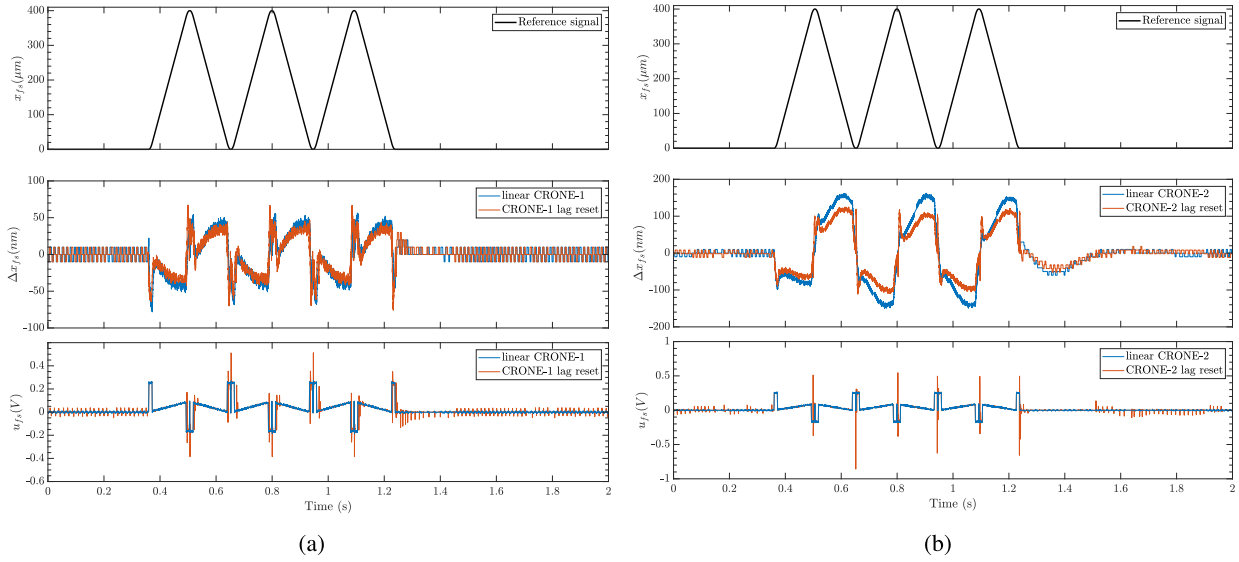 Reference signal
x_fs(μm)
400
300
200
100
0
linear CRONE-1
CRONE-1 lag reset
Δx_fs(nm)
100
50
0
-50
-100
linear CRONE-1
CRONE-1 lag reset
u_fs(V)
0.4
0.2
0
-0.2
-0.4
-0.6
0 0.2 0.4 0.6 0.8 1 1.2 1.4 1.6 1.8 2
Time (s)
(a)
Reference signal
x_fs(μm)
400
300
200
100
0
linear CRONE-2
CRONE-2 lag reset
Δx_fs(nm)
200
100
0
-100
-200
linear CRONE-2
CRONE-2 lag reset
u_fs(V)
1
0.5
0
-0.5
-1
0 0.2 0.4 0.6 0.8 1 1.2 1.4 1.6 1.8 2
Time (s)
(b)